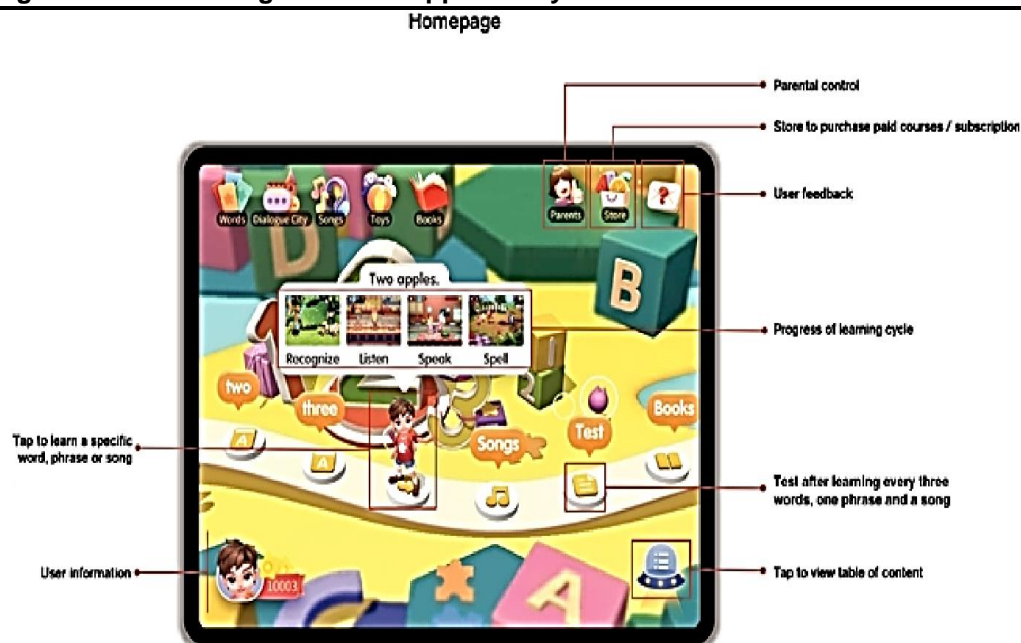 Homepage
Parental control
Store to purchase paid courses / subscription
User feedback
Words
Dialogue City
Songs
Toys
Books
Parents
Store
?
D
B
Two apples.
Recognize
Listen
Speak
Spell
Progress of learning cycle
1
2
two
three
Songs
Test
Books
A
A
Tap to learn a specific
word, phrase or song
Test after learning every three
words, one phrase and a song
User information
10003
A
Tap to view table of content